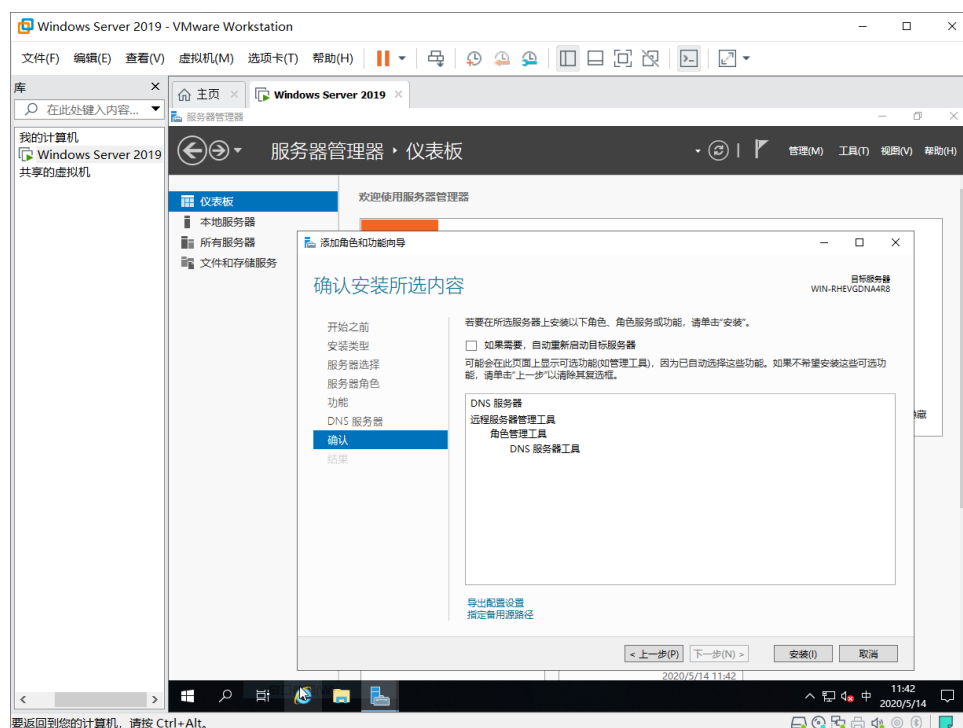 Windows Server 2019 - VMware Workstation
文件(F) 编辑(E) 查看(V) 虚拟机(M) 选项卡(T) 帮助(H)
库
在此处键入内容...
我的计算机
Windows Server 2019
共享的虚拟机
主页
Windows Server 2019
服务器管理器
服务器管理器 · 仪表板
管理(M) 工具(T) 视图(V) 帮助(H)
仪表板
本地服务器
所有服务器
文件和存储服务
欢迎使用服务器管理器
添加角色和功能向导
确认安装所选内容
目标服务器
WIN-RHEVGDNA4R8
开始之前
安装类型
服务器选择
服务器角色
功能
DNS 服务器
确认
结果
若要在所选服务器上安装以下角色、角色服务或功能，请单击"安装"。
如果需要，自动重新启动目标服务器
可能会在此页面上显示可选功能(如管理工具)，因为已自动选择这些功能。如果不希望安装这些可选功
能，请单击"上一步"以清除其复选框。
DNS 服务器
远程服务器管理工具
角色管理工具
DNS 服务器工具
导出配置设置
指定备用源路径
< 上一步(P) 下一步(N) > 安装(I) 取消
2020/5/14 11:42
中
11:42
2020/5/14
要返回到您的计算机，请按 Ctrl+Alt。